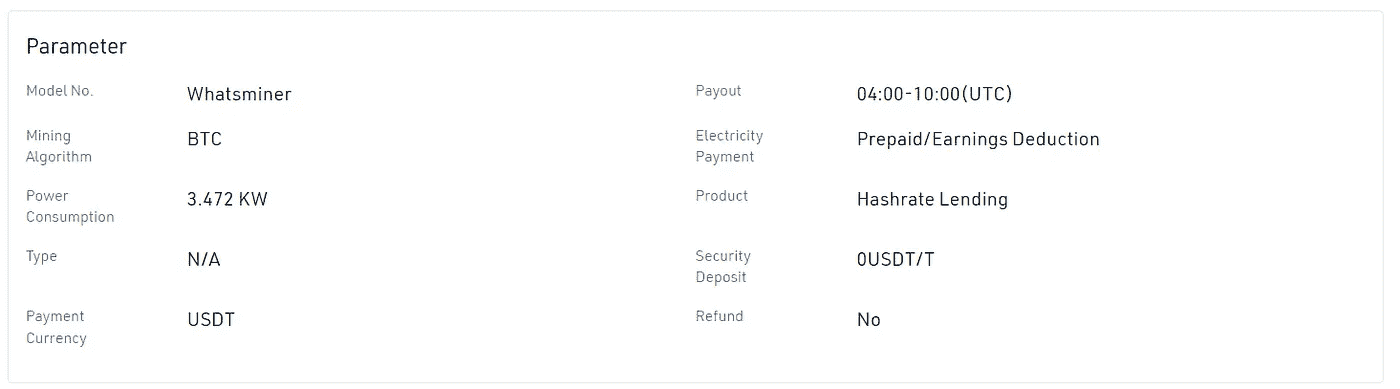 Parameter
Model No.
Whatsminer
Payout
04:00-10:00(UTC)
Mining
Algorithm
BTC
Electricity
Payment
Prepaid/Earnings Deduction
Power
Consumption
3.472 KW
Product
Hashrate Lending
Type
N/A
Security
Deposit
0USDT/T
Payment
Currency
USDT
Refund
No